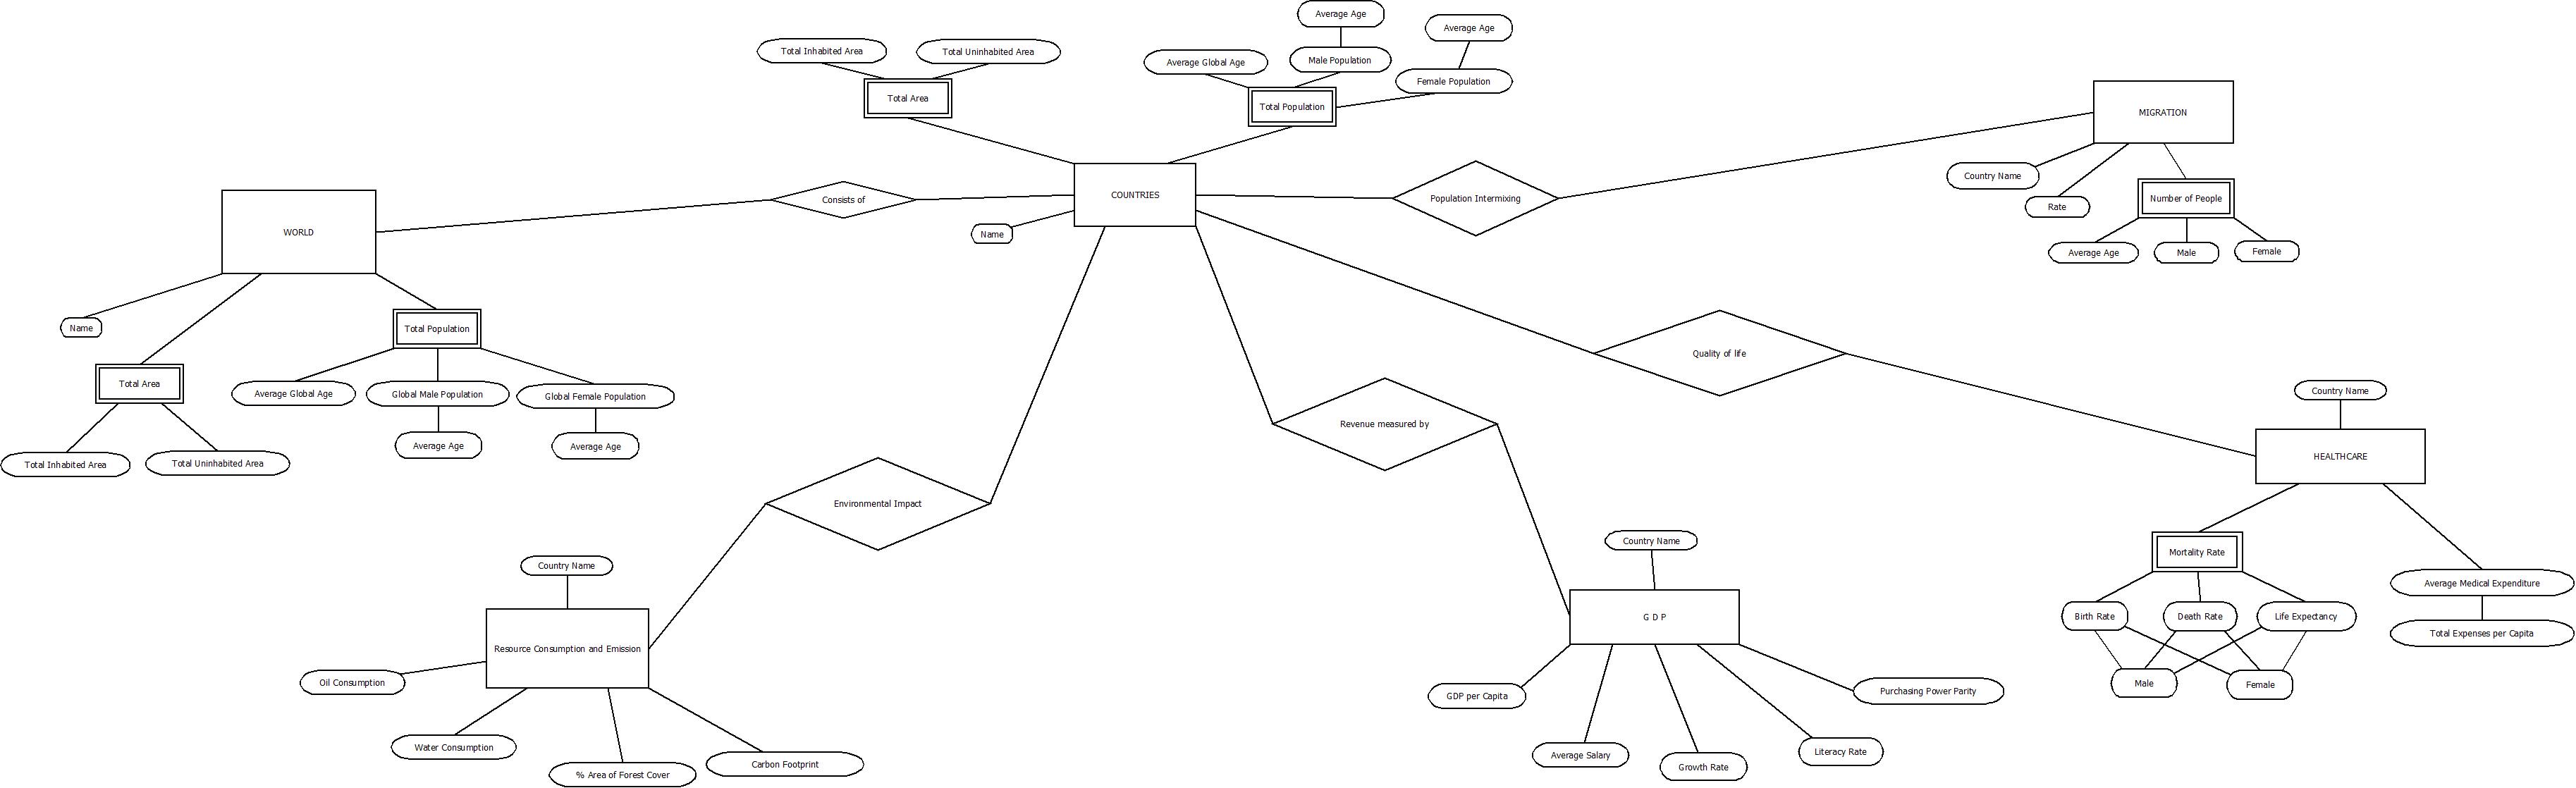 Average Age
Average Age
Total Inhabited Area
Total Uninhabited Area
Average Global Age
Male Population
Female Population
Total Area
Total Population
MIGRATION
Country Name
Rate
Number of People
Average Age
Male
Female
WORLD
Consists of
COUNTRIES
Name
Population Intermixing
Name
Total Population
Total Area
Average Global Age
Global Male Population
Global Female Population
Average Age
Average Age
Total Inhabited Area
Total Uninhabited Area
Quality of life
Revenue measured by
Environmental Impact
Country Name
HEALTHCARE
Mortality Rate
Average Medical Expenditure
Birth Rate
Death Rate
Life Expectancy
Total Expenses per Capita
Male
Female
Country Name
Resource Consumption and Emission
Oil Consumption
Water Consumption
% Area of Forest Cover
Carbon Footprint
Country Name
G D P
GDP per Capita
Average Salary
Growth Rate
Literacy Rate
Purchasing Power Parity